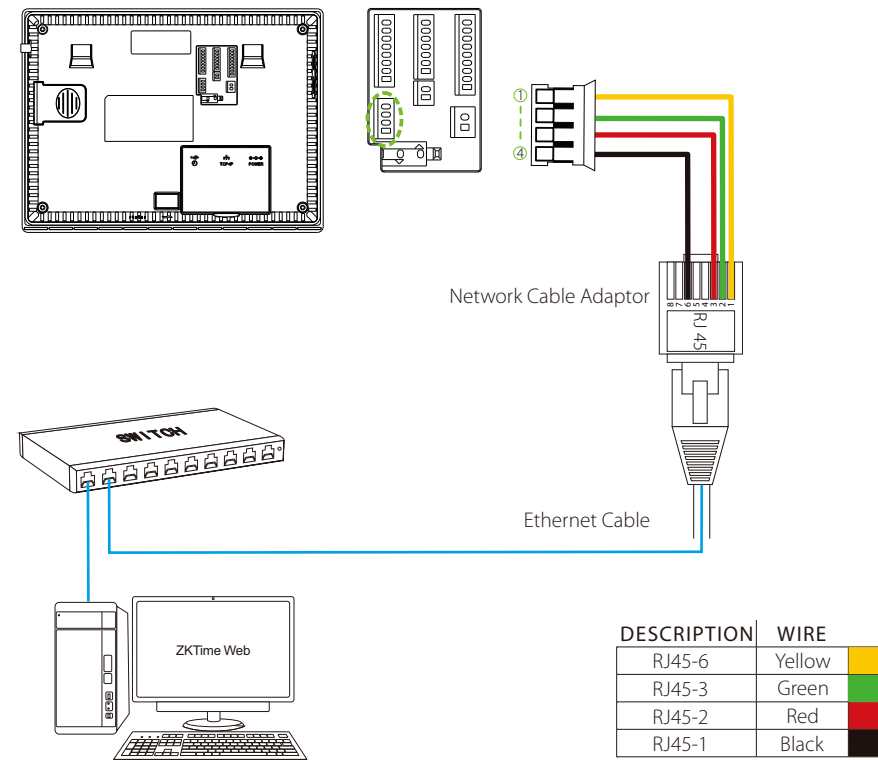 TCP-IP
POWER
①
④
Network Cable Adaptor
8 7 6 5 4 3 2 1
RJ 45
SWITCH
Ethernet Cable
ZKTime Web
DESCRIPTION WIRE
RJ45-6 Yellow
RJ45-3 Green
RJ45-2 Red
RJ45-1 Black